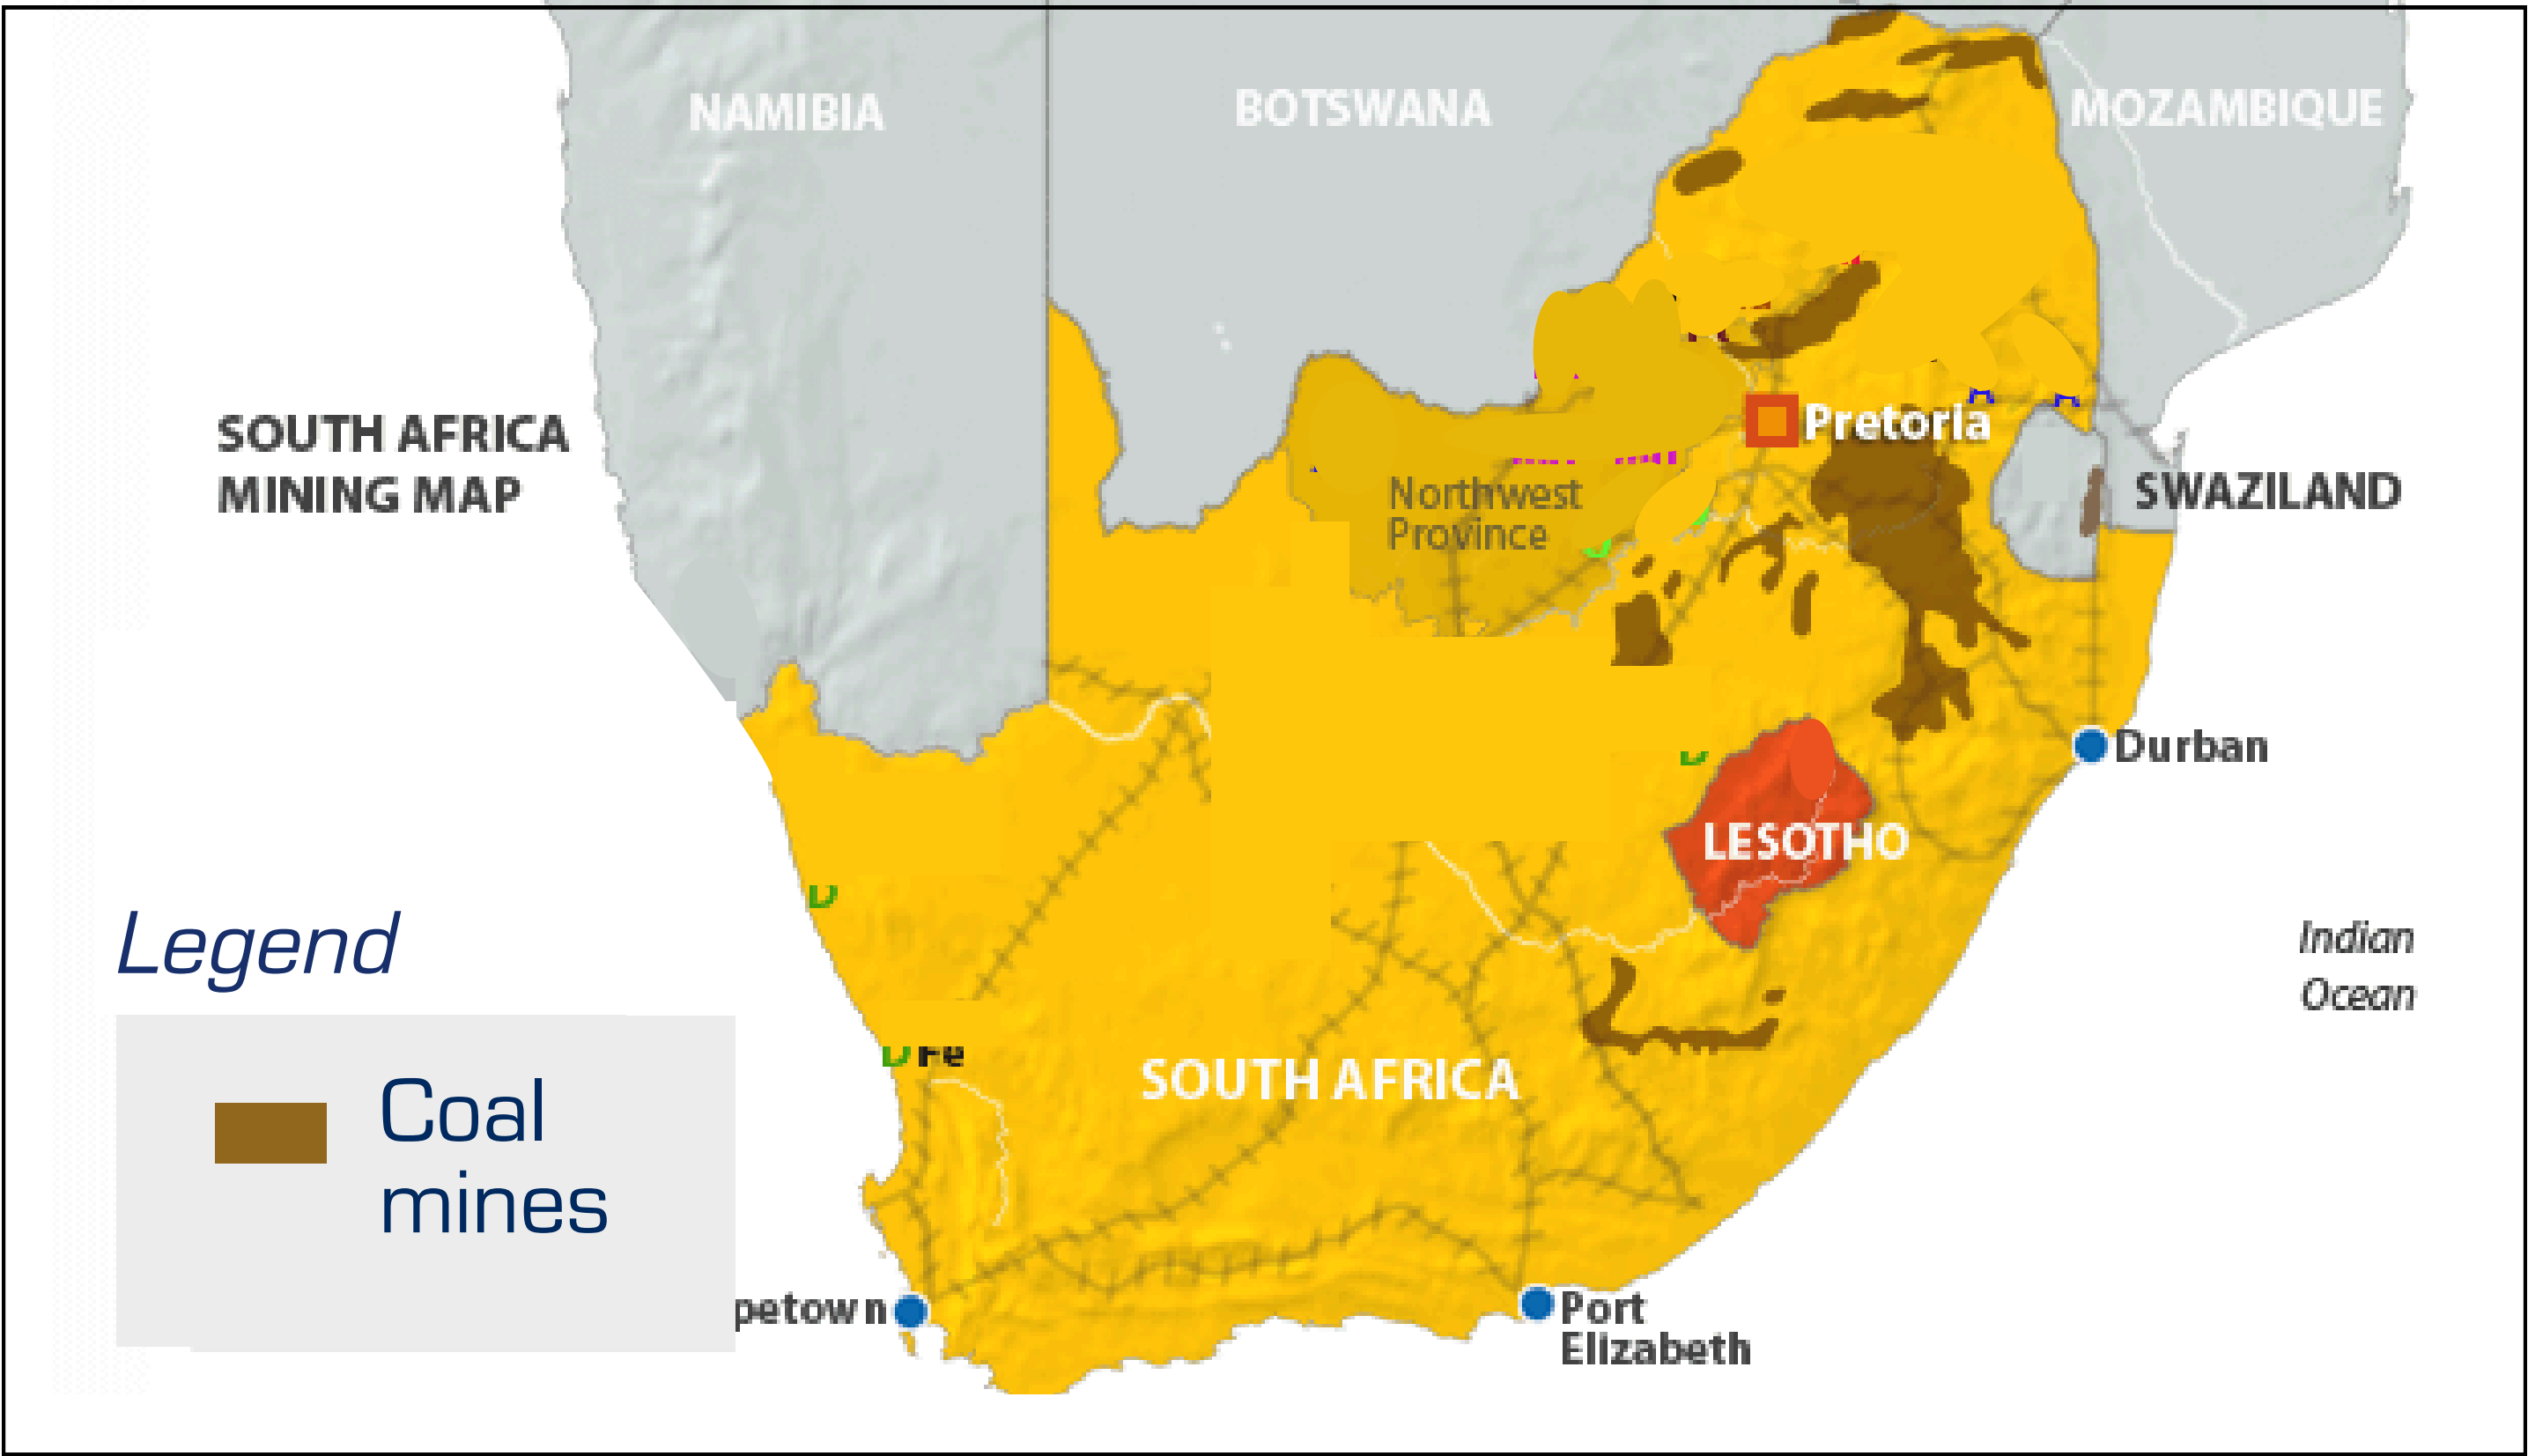 NAMIBIA
BOTSWANA
MOZAMBIQUE
SOUTH AFRICA
MINING MAP
Pretoria
Northwest
Province
SWAZILAND
Durban
LESOTHO
D
Legend
D
Indian
Ocean
D Fe
SOUTH AFRICA
Coal
mines
petown
Port
Elizabeth